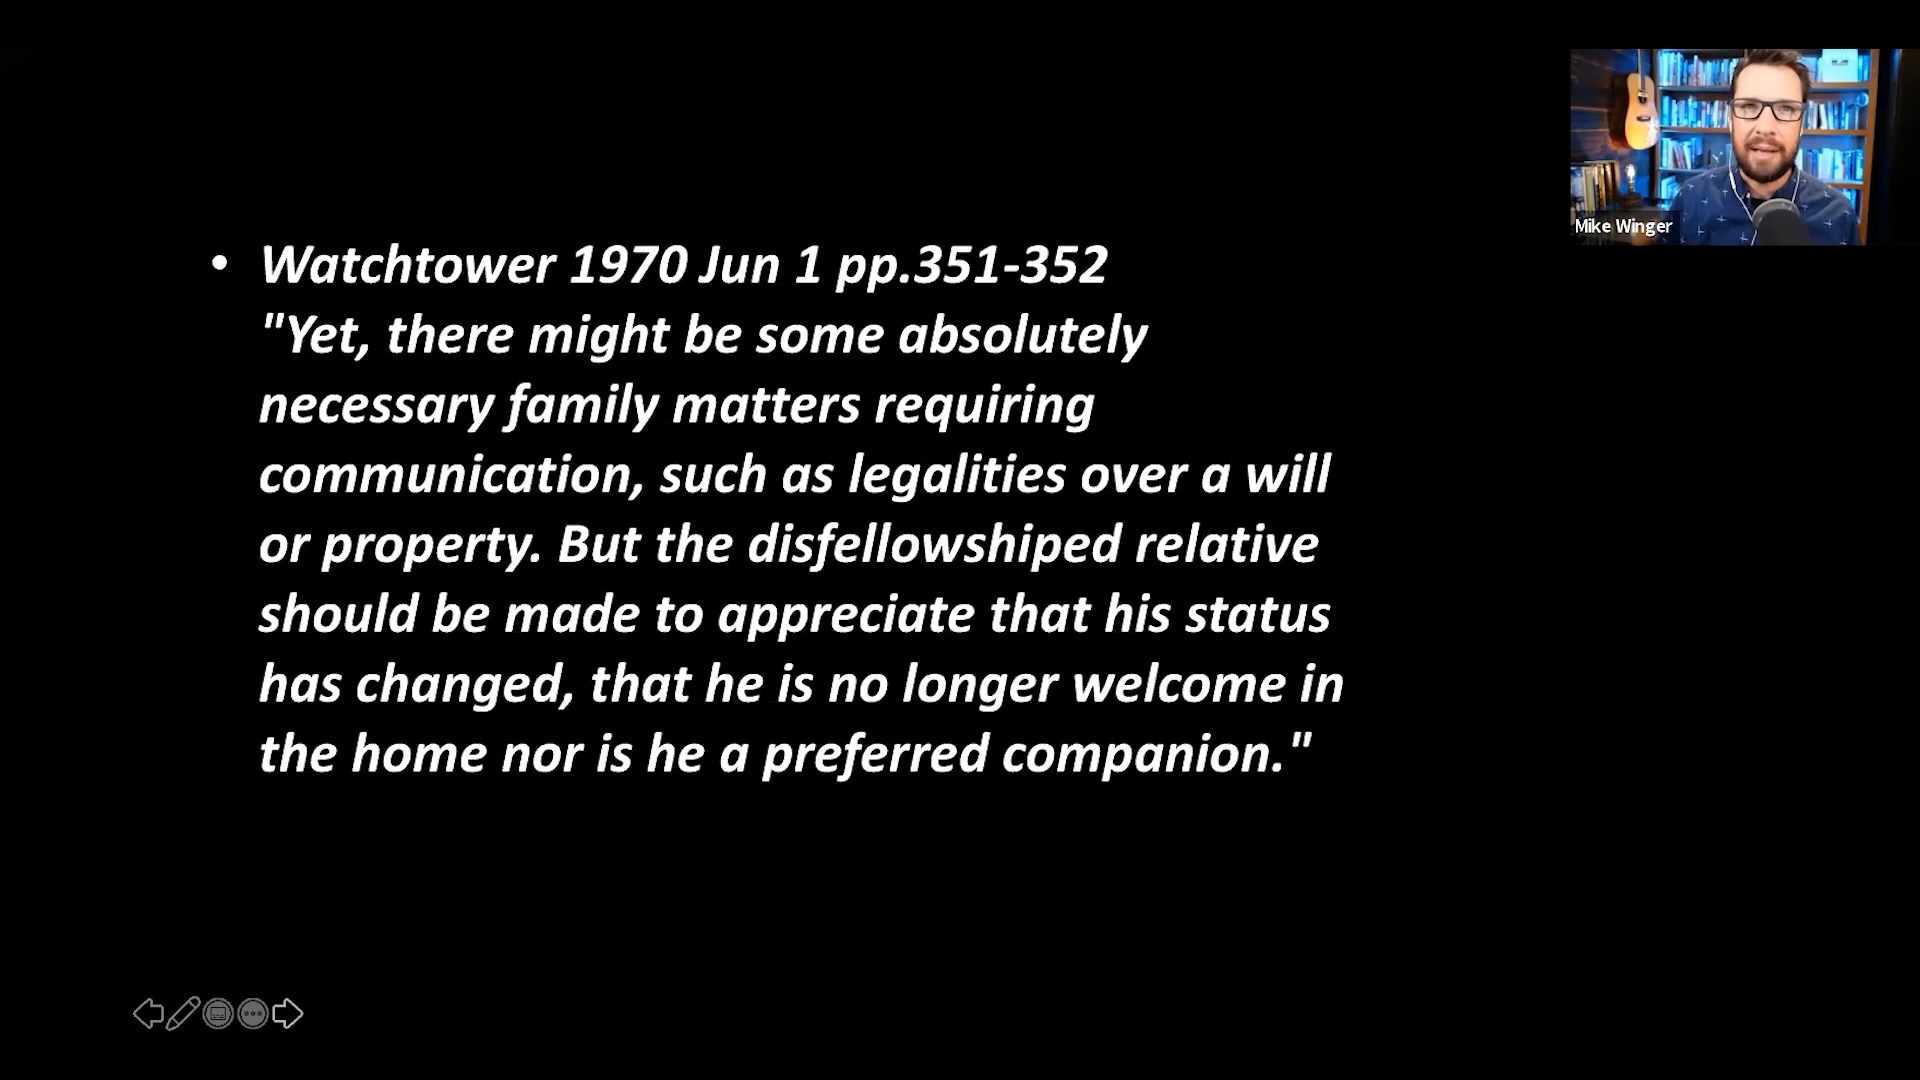 Mike Winger
• Watchtower 1970 Jun 1 pp.351-352
"Yet, there might be some absolutely
necessary family matters requiring
communication, such as legalities over a will
or property. But the disfellowshiped relative
should be made to appreciate that his status
has changed, that he is no longer welcome in
the home nor is he a preferred companion."